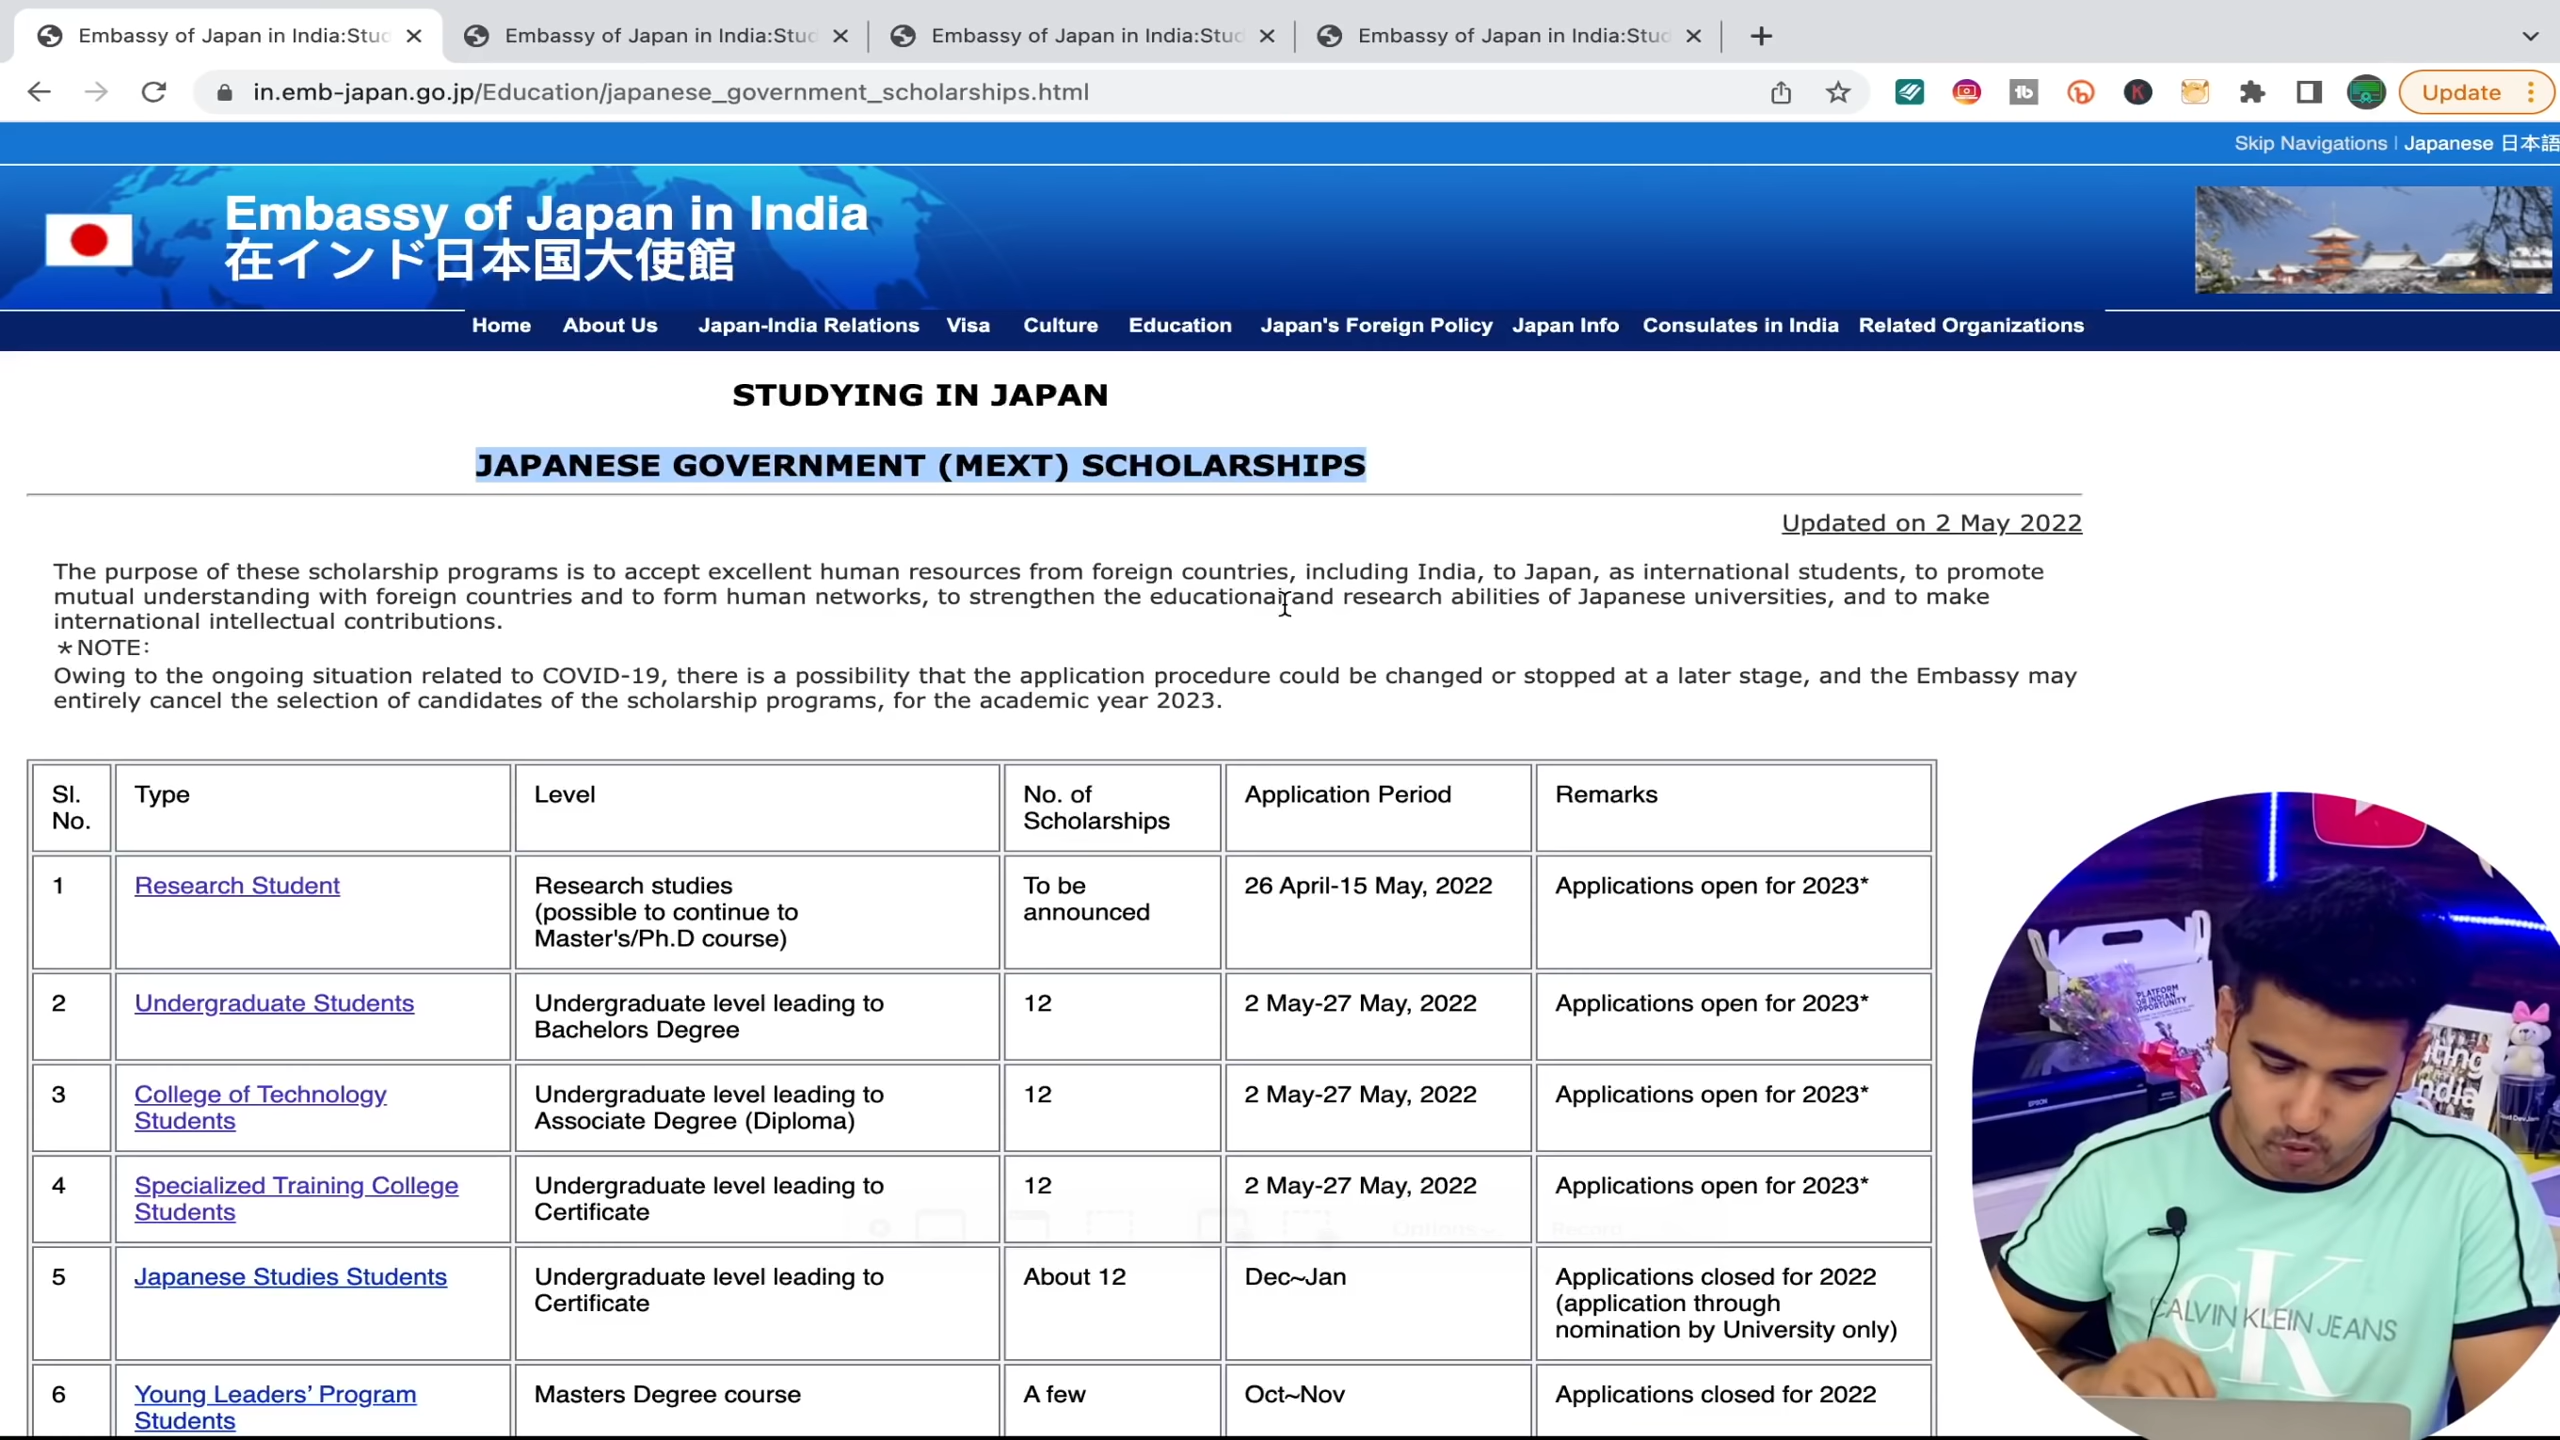 Embassy of Japan in India:Stud
Embassy of Japan in India:Stud
Embassy of Japan in India:Stud
Embassy of Japan in India:Stud
in.emb-japan.go.jp/Education/japanese_government_scholarships.html
Update
Skip Navigations | Japanese 日本語
Embassy of Japan in India
在インド日本国大使館
Home About Us Japan-India Relations Visa Culture Education Japan's Foreign Policy Japan Info Consulates in India Related Organizations
STUDYING IN JAPAN
JAPANESE GOVERNMENT (MEXT) SCHOLARSHIPS
Updated on 2 May 2022
The purpose of these scholarship programs is to accept excellent human resources from foreign countries, including India, to Japan, as international students, to promote
mutual understanding with foreign countries and to form human networks, to strengthen the educational and research abilities of Japanese universities, and to make
international intellectual contributions.
*NOTE:
Owing to the ongoing situation related to COVID-19, there is a possibility that the application procedure could be changed or stopped at a later stage, and the Embassy may
entirely cancel the selection of candidates of the scholarship programs, for the academic year 2023.
Sl. Type Level No. of Application Period Remarks
No. Scholarships
1 Research Student Research studies To be 26 April-15 May, 2022 Applications open for 2023*
(possible to continue to announced
Master's/Ph.D course)
2 Undergraduate Students Undergraduate level leading to 12 2 May-27 May, 2022 Applications open for 2023*
Bachelors Degree
3 College of Technology Undergraduate level leading to 12 2 May-27 May, 2022 Applications open for 2023*
Students Associate Degree (Diploma)
4 Specialized Training College Undergraduate level leading to 12 2 May-27 May, 2022 Applications open for 2023*
Students Certificate
Options Record
5 Japanese Studies Students Undergraduate level leading to About 12 Dec~Jan Applications closed for 2022
Certificate (application through
nomination by University only)
6 Young Leaders’ Program Masters Degree course A few Oct~Nov Applications closed for 2022
Students
PLATFORM
FOR INDIAN
OPPORTUNITY
EPSON
India
CK
CALVIN KLEIN JEANS